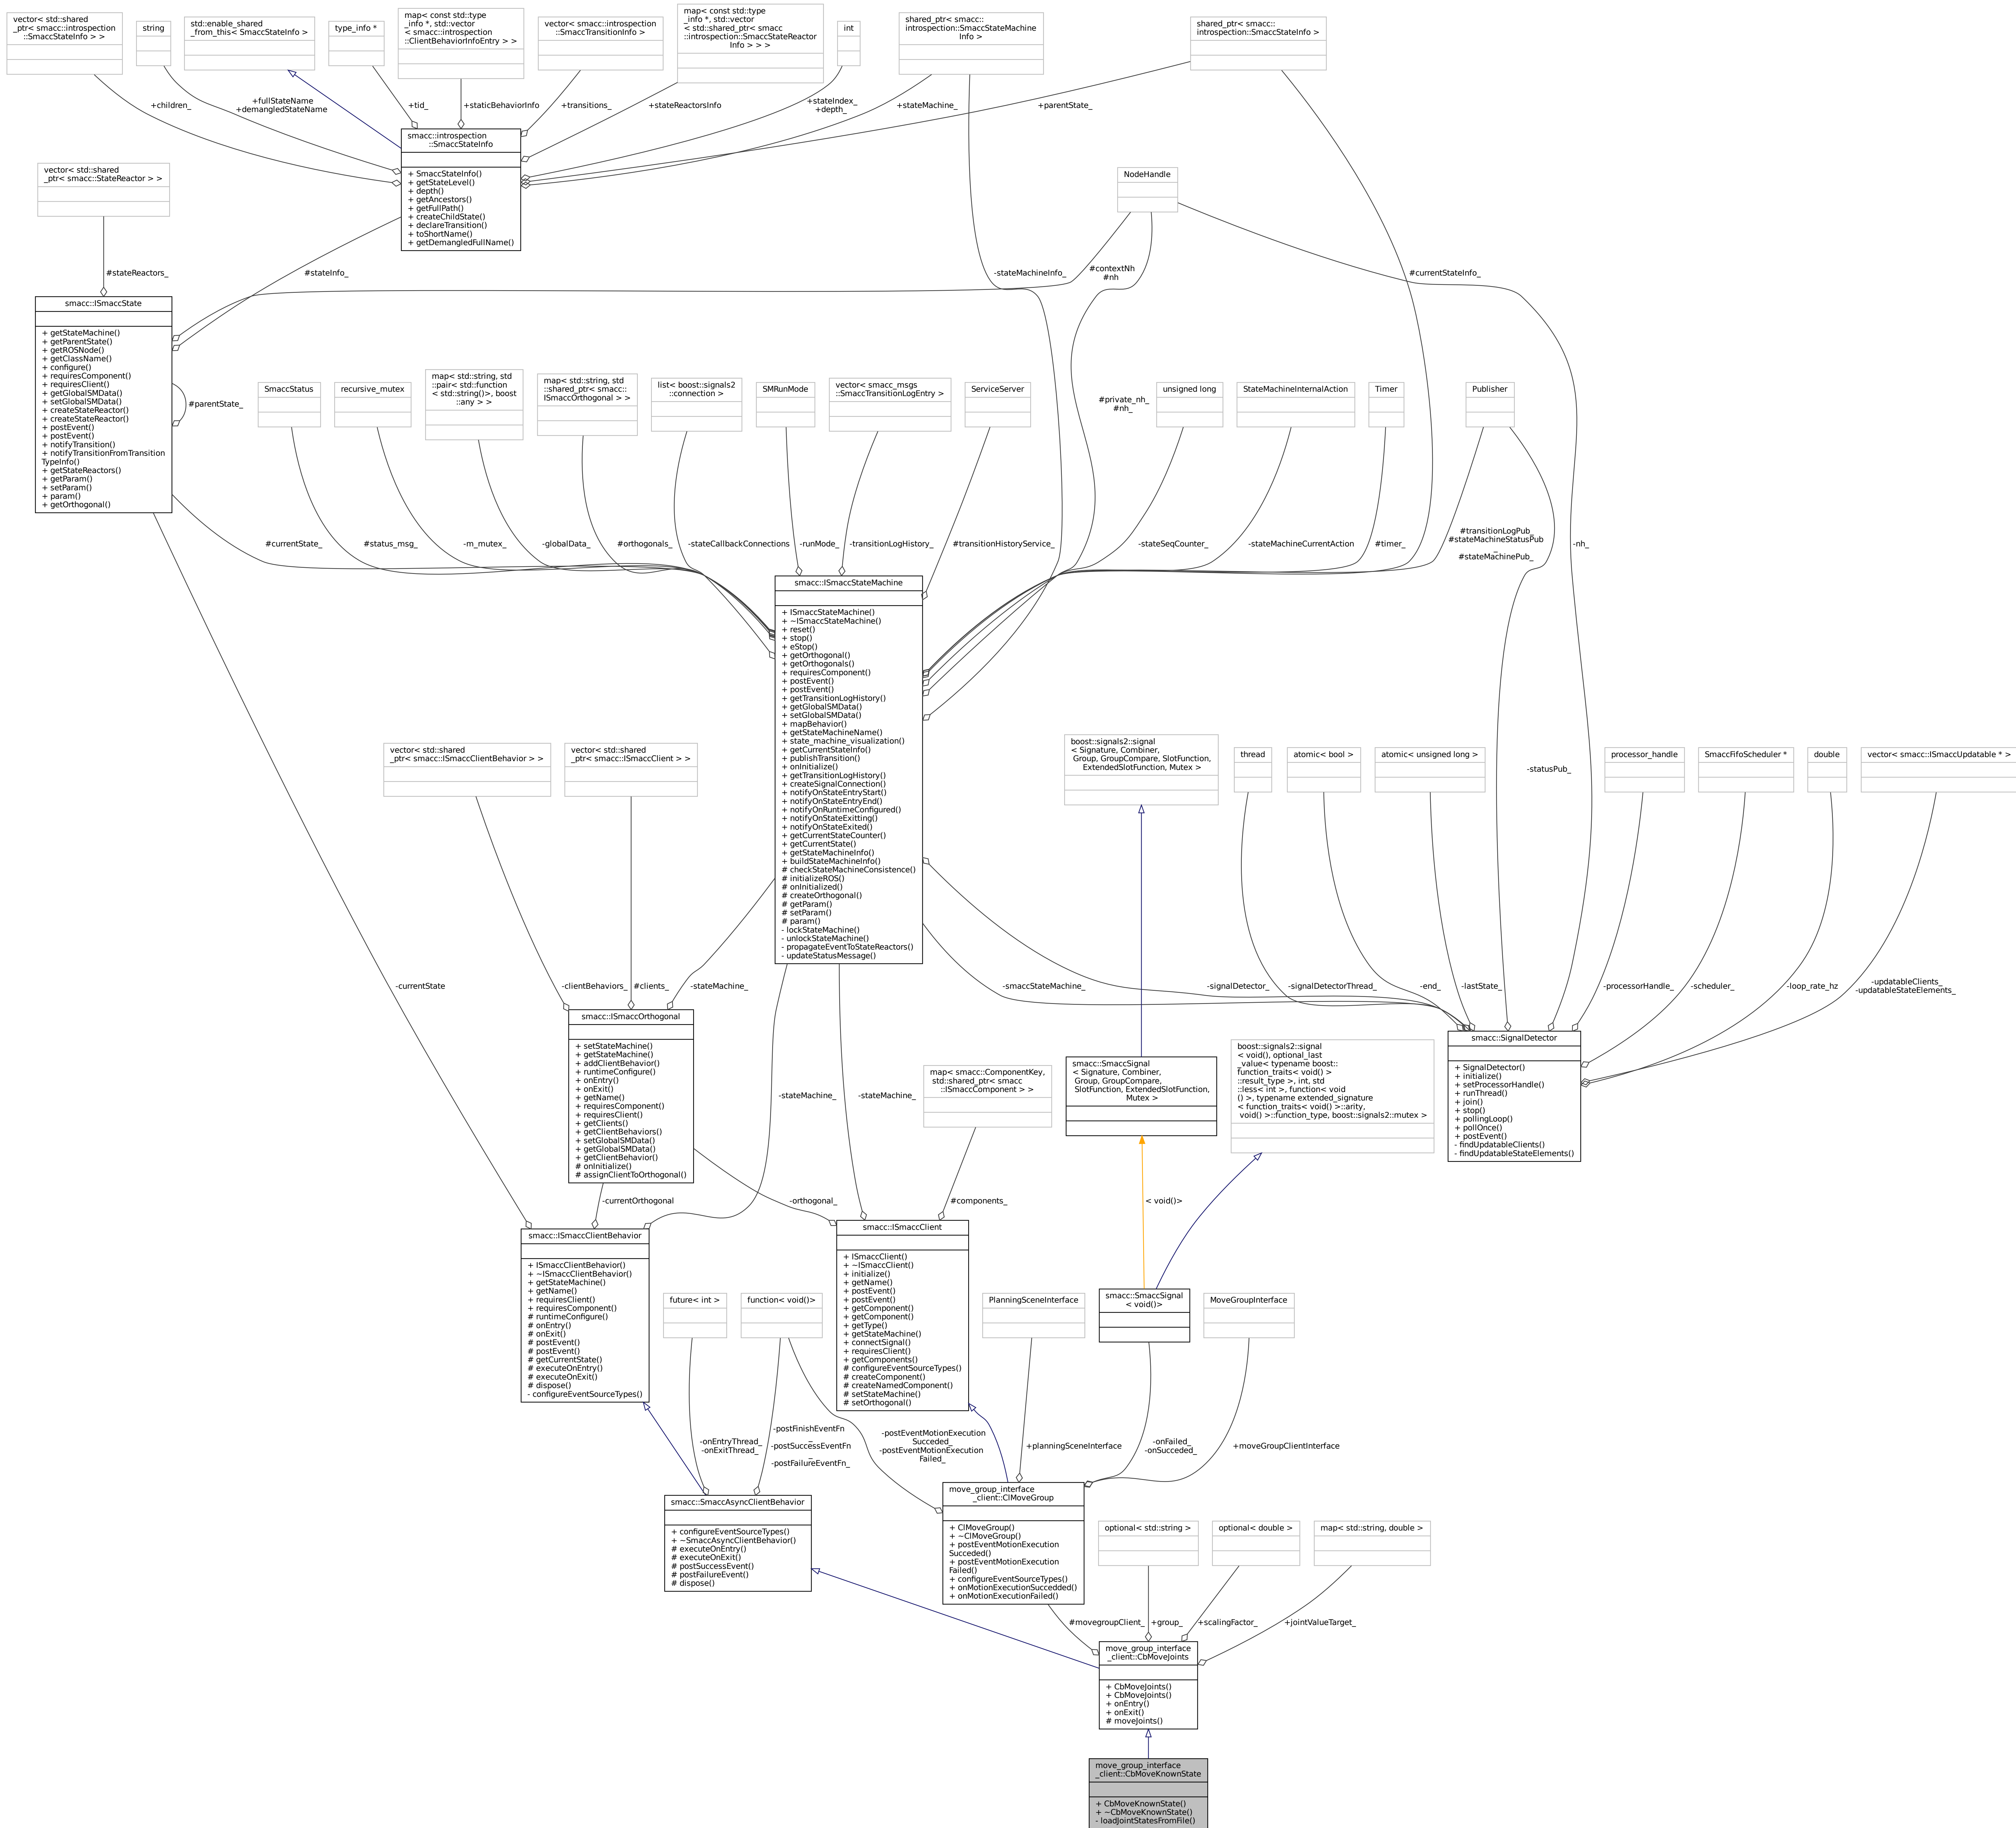 vector< std::shared
_ptr< smacc::introspection
::SmaccStateInfo > >
string
std::enable_shared
_from_this< SmaccStateInfo >
type_info *
map< const std::type
_info *, std::vector
< smacc::introspection
::ClientBehaviorInfoEntry > >
vector< smacc::introspection
::SmaccTransitionInfo >
map< const std::type
_info *, std::vector
< std::shared_ptr< smacc
::introspection::SmaccStateReactor
Info > > >
int
shared_ptr< smacc::
introspection::SmaccStateMachine
Info >
shared_ptr< smacc::
introspection::SmaccStateInfo >
+children_
+fullStateName
+demangledStateName
+tid_
+staticBehaviorInfo
+transitions_
+stateReactorsInfo
+stateIndex_
+depth_
+stateMachine_
+parentState_
smacc::introspection
::SmaccStateInfo
+ SmaccStateInfo()
+ getStateLevel()
+ depth()
+ getAncestors()
+ getFullPath()
+ createChildState()
+ declareTransition()
+ toShortName()
+ getDemangledFullName()
vector< std::shared
_ptr< smacc::StateReactor > >
NodeHandle
#stateReactors_
#stateInfo_
-stateMachineInfo_
#contextNh
#nh
#currentStateInfo_
smacc::ISmaccState
+ getStateMachine()
+ getParentState()
+ getROSNode()
+ getClassName()
+ configure()
+ requiresComponent()
+ requiresClient()
+ getGlobalSMData()
+ setGlobalSMData()
+ createStateReactor()
+ createStateReactor()
+ postEvent()
+ postEvent()
+ notifyTransition()
+ notifyTransitionFromTransition
TypeInfo()
+ getStateReactors()
+ getParam()
+ setParam()
+ param()
+ getOrthogonal()
#parentState_
SmaccStatus
recursive_mutex
map< std::string, std
::pair< std::function
< std::string()>, boost
::any > >
map< std::string, std
::shared_ptr< smacc::
ISmaccOrthogonal > >
list< boost::signals2
::connection >
SMRunMode
vector< smacc_msgs
::SmaccTransitionLogEntry >
ServiceServer
#private_nh_
#nh_
unsigned long
StateMachineInternalAction
Timer
Publisher
#currentState_
#status_msg_
-m_mutex_
-globalData_
#orthogonals_
-stateCallbackConnections
-runMode_
-transitionLogHistory_
#transitionHistoryService_
-stateSeqCounter_
-stateMachineCurrentAction
#timer_
#transitionLogPub_
#stateMachineStatusPub
_
#stateMachinePub_
-nh_
smacc::ISmaccStateMachine
+ ISmaccStateMachine()
+ ~ISmaccStateMachine()
+ reset()
+ stop()
+ eStop()
+ getOrthogonal()
+ getOrthogonals()
+ requiresComponent()
+ postEvent()
+ postEvent()
+ getTransitionLogHistory()
+ getGlobalSMData()
+ setGlobalSMData()
+ mapBehavior()
+ getStateMachineName()
+ state_machine_visualization()
+ getCurrentStateInfo()
+ publishTransition()
+ onInitialize()
+ getTransitionLogHistory()
+ createSignalConnection()
+ notifyOnStateEntryStart()
+ notifyOnStateEntryEnd()
+ notifyOnRuntimeConfigured()
+ notifyOnStateExitting()
+ notifyOnStateExited()
+ getCurrentStateCounter()
+ getCurrentState()
+ getStateMachineInfo()
+ buildStateMachineInfo()
# checkStateMachineConsistence()
# initializeROS()
# onInitialized()
# createOrthogonal()
# getParam()
# setParam()
# param()
- lockStateMachine()
- unlockStateMachine()
- propagateEventToStateReactors()
- updateStatusMessage()
vector< std::shared
_ptr< smacc::ISmaccClientBehavior > >
vector< std::shared
_ptr< smacc::ISmaccClient > >
boost::signals2::signal
< Signature, Combiner,
Group, GroupCompare, SlotFunction,
ExtendedSlotFunction, Mutex >
thread
atomic< bool >
atomic< unsigned long >
-statusPub_
processor_handle
SmaccFifoScheduler *
double
vector< smacc::ISmaccUpdatable * >
-currentState
-clientBehaviors_
#clients_
-stateMachine_
-smaccStateMachine_
-signalDetector_
-signalDetectorThread_
-end_
-lastState_
-processorHandle_
-scheduler_
-loop_rate_hz
-updatableClients_
-updatableStateElements_
smacc::ISmaccOrthogonal
+ setStateMachine()
+ getStateMachine()
+ addClientBehavior()
+ runtimeConfigure()
+ onEntry()
+ onExit()
+ getName()
+ requiresComponent()
+ requiresClient()
+ getClients()
+ getClientBehaviors()
+ setGlobalSMData()
+ getGlobalSMData()
+ getClientBehavior()
# onInitialize()
# assignClientToOrthogonal()
-stateMachine_
-stateMachine_
map< smacc::ComponentKey,
std::shared_ptr< smacc
::ISmaccComponent > >
smacc::SmaccSignal
< Signature, Combiner,
Group, GroupCompare,
SlotFunction, ExtendedSlotFunction,
Mutex >
boost::signals2::signal
< void(), optional_last
_value< typename boost::
function_traits< void() >
::result_type >, int, std
::less< int >, function< void
() >, typename extended_signature
< function_traits< void() >::arity,
void() >::function_type, boost::signals2::mutex >
smacc::SignalDetector
+ SignalDetector()
+ initialize()
+ setProcessorHandle()
+ runThread()
+ join()
+ stop()
+ pollingLoop()
+ pollOnce()
+ postEvent()
- findUpdatableClients()
- findUpdatableStateElements()
-currentOrthogonal
-orthogonal_
#components_
< void()>
smacc::ISmaccClientBehavior
+ ISmaccClientBehavior()
+ ~ISmaccClientBehavior()
+ getStateMachine()
+ getName()
+ requiresClient()
+ requiresComponent()
# runtimeConfigure()
# onEntry()
# onExit()
# postEvent()
# postEvent()
# getCurrentState()
# executeOnEntry()
# executeOnExit()
# dispose()
- configureEventSourceTypes()
smacc::ISmaccClient
+ ISmaccClient()
+ ~ISmaccClient()
+ initialize()
+ getName()
+ postEvent()
+ postEvent()
+ getComponent()
+ getComponent()
+ getType()
+ getStateMachine()
+ connectSignal()
+ requiresClient()
+ getComponents()
# configureEventSourceTypes()
# createComponent()
# createNamedComponent()
# setStateMachine()
# setOrthogonal()
future< int >
function< void()>
PlanningSceneInterface
smacc::SmaccSignal
< void()>
MoveGroupInterface
-onEntryThread_
-onExitThread_
-postFinishEventFn
_
-postSuccessEventFn
_
-postFailureEventFn_
-postEventMotionExecution
Succeded_
-postEventMotionExecution
Failed_
+planningSceneInterface
-onFailed_
-onSucceded_
+moveGroupClientInterface
smacc::SmaccAsyncClientBehavior
+ configureEventSourceTypes()
+ ~SmaccAsyncClientBehavior()
# executeOnEntry()
# executeOnExit()
# postSuccessEvent()
# postFailureEvent()
# dispose()
move_group_interface
_client::ClMoveGroup
+ ClMoveGroup()
+ ~ClMoveGroup()
+ postEventMotionExecution
Succeded()
+ postEventMotionExecution
Failed()
+ configureEventSourceTypes()
+ onMotionExecutionSuccedded()
+ onMotionExecutionFailed()
optional< std::string >
optional< double >
map< std::string, double >
#movegroupClient_
+group_
+scalingFactor_
+jointValueTarget_
move_group_interface
_client::CbMoveJoints
+ CbMoveJoints()
+ CbMoveJoints()
+ onEntry()
+ onExit()
# moveJoints()
move_group_interface
_client::CbMoveKnownState
+ CbMoveKnownState()
+ ~CbMoveKnownState()
- loadJointStatesFromFile()